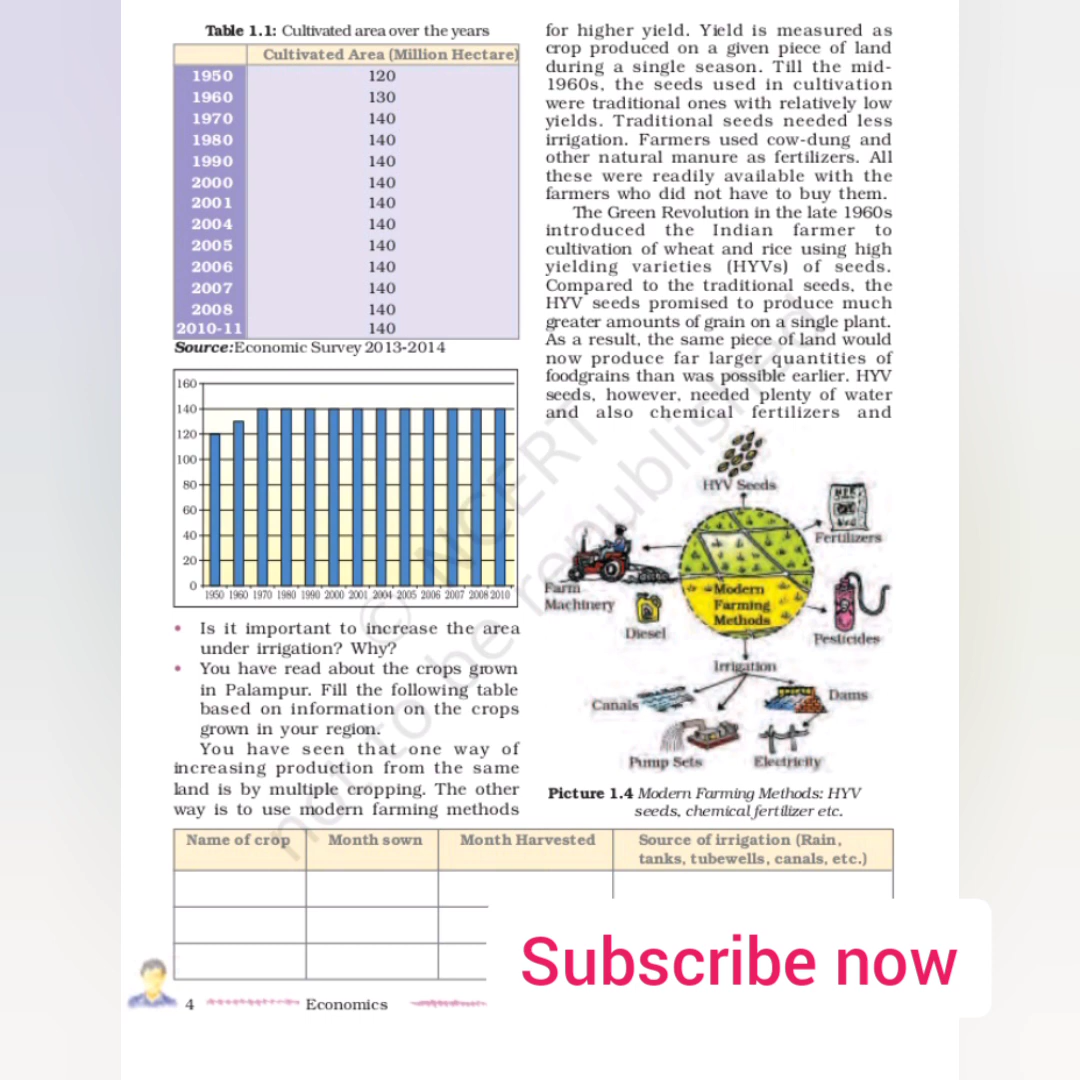 Table 1.1: Cultivated area over the years
Cultivated Area (Million Hectare)
1950 120
1960 130
1970 140
1980 140
1990 140
2000 140
2001 140
2004 140
2005 140
2006 140
2007 140
2008 140
2010-11 140
Source:Economic Survey 2013-2014
160
140
120
100
80
60
40
20
0
1950 1960 1970 1980 1990 2000 2001 2004 2005 2006 2007 2008 2010
• Is it important to increase the area
under irrigation? Why?
• You have read about the crops grown
in Palampur. Fill the following table
based on information on the crops
grown in your region.
You have seen that one way of
increasing production from the same
land is by multiple cropping. The other
way is to use modern farming methods
for higher yield. Yield is measured as
crop produced on a given piece of land
during a single season. Till the mid-
1960s, the seeds used in cultivation
were traditional ones with relatively low
yields. Traditional seeds needed less
irrigation. Farmers used cow-dung and
other natural manure as fertilizers. All
these were readily available with the
farmers who did not have to buy them.
The Green Revolution in the late 1960s
introduced the Indian farmer to
cultivation of wheat and rice using high
yielding varieties (HYVs) of seeds.
Compared to the traditional seeds, the
HYV seeds promised to produce much
greater amounts of grain on a single plant.
As a result, the same piece of land would
now produce far larger quantities of
foodgrains than was possible earlier. HYV
seeds, however, needed plenty of water
and also chemical fertilizers and
HYV Seeds
Fertilizers
Farm
Machinery
Modern
Farming
Methods
Diesel
Pesticides
Irrigation
Canals
Dams
Pump Sets
Electricity
Picture 1.4 Modern Farming Methods: HYV
seeds, chemical fertilizer etc.
Name of crop Month sown Month Harvested Source of irrigation (Rain,
tanks, tubewells, canals, etc.)
Subscribe now
4 Economics
© NCERT
not to be republished